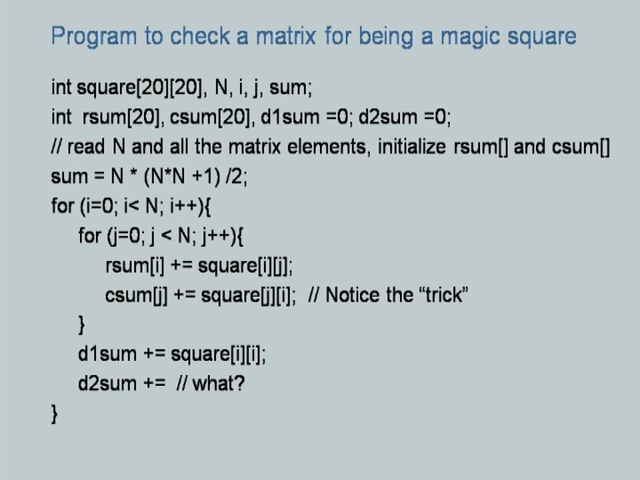 Program to check a matrix for being a magic square
int square[20][20], N, i, j, sum;
int rsum[20], csum[20], d1sum =0; d2sum =0;
// read N and all the matrix elements, initialize rsum[] and csum[]
sum = N * (N*N +1) /2;
for (i=0; i< N; i++){
for (j=0; j < N; j++){
rsum[i] += square[i][j];
csum[j] += square[j][i]; // Notice the “trick”
}
d1sum += square[i][i];
d2sum += // what?
}